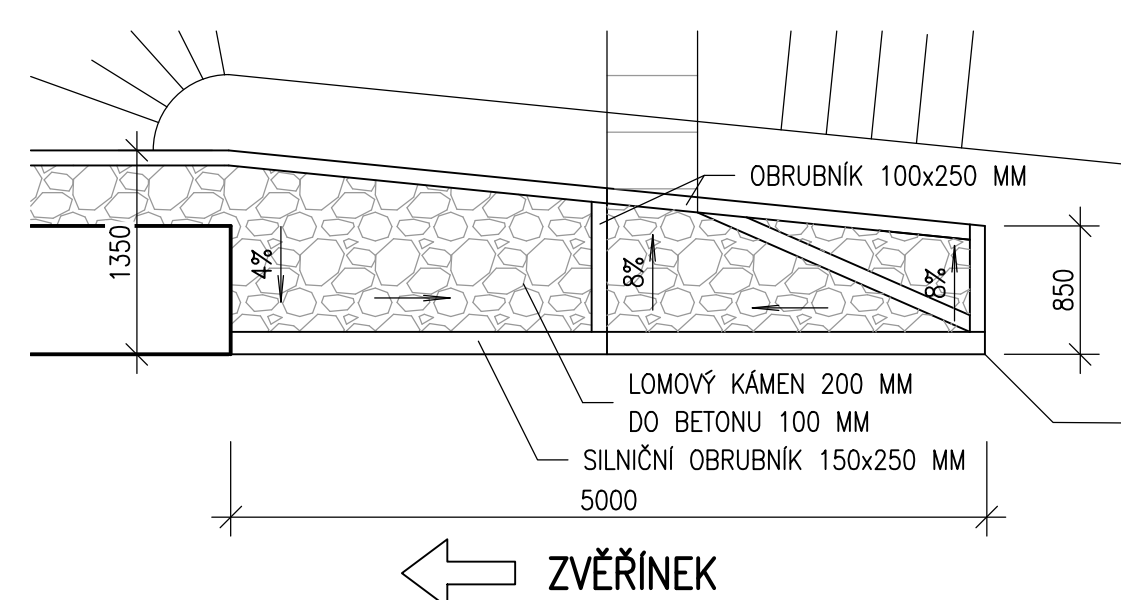 OBRUBNÍK 100x250 MM
1350
4%
8%
8%
850
LOMOVÝ KÁMEN 200 MM
DO BETONU 100 MM
SILNIČNÍ OBRUBNÍK 150x250 MM
5000
ZVĚŘÍNEK